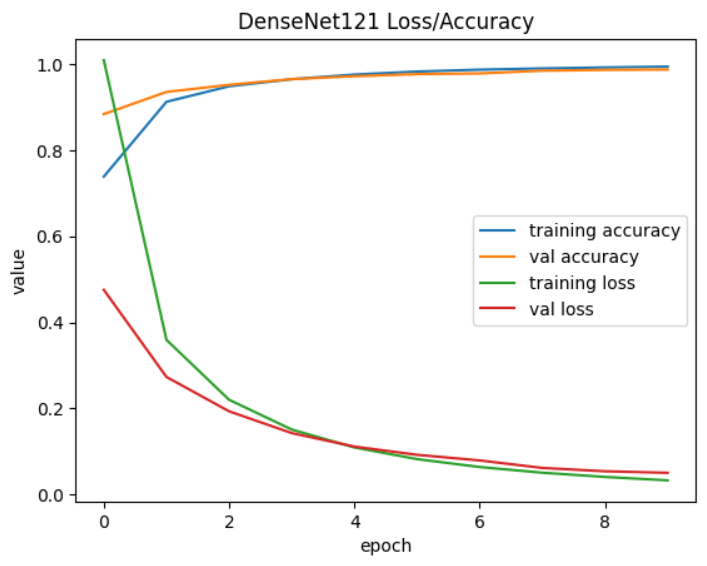 DenseNet121 Loss/Accuracy
1.0
0.8
0.6
0.4
0.2
0.0
value
training accuracy
val accuracy
training loss
val loss
0 2 4 6 8
epoch